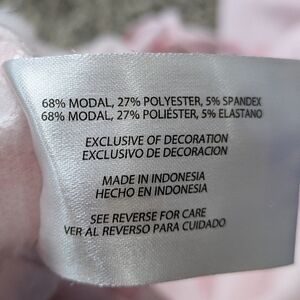 68% MODAL, 27% POLYESTER, 5% SPANDEX
68% MODAL, 27% POLIÉSTER, 5% ELASTANO
EXCLUSIVE OF DECORATION
EXCLUSIVO DE DECORACION
MADE IN INDONESIA
HECHO EN INDONESIA
SEE REVERSE FOR CARE
VER AL REVERSO PARA CUIDADO